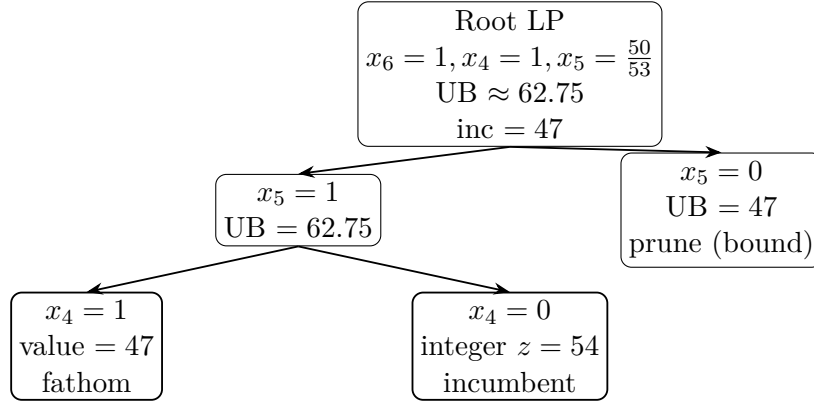 Root LP
x₆ = 1, x₄ = 1, x₅ = 50/53
UB ≈ 62.75
inc = 47
x₅ = 1
UB = 62.75
x₅ = 0
UB = 47
prune (bound)
x₄ = 1
value = 47
fathom
x₄ = 0
integer z = 54
incumbent